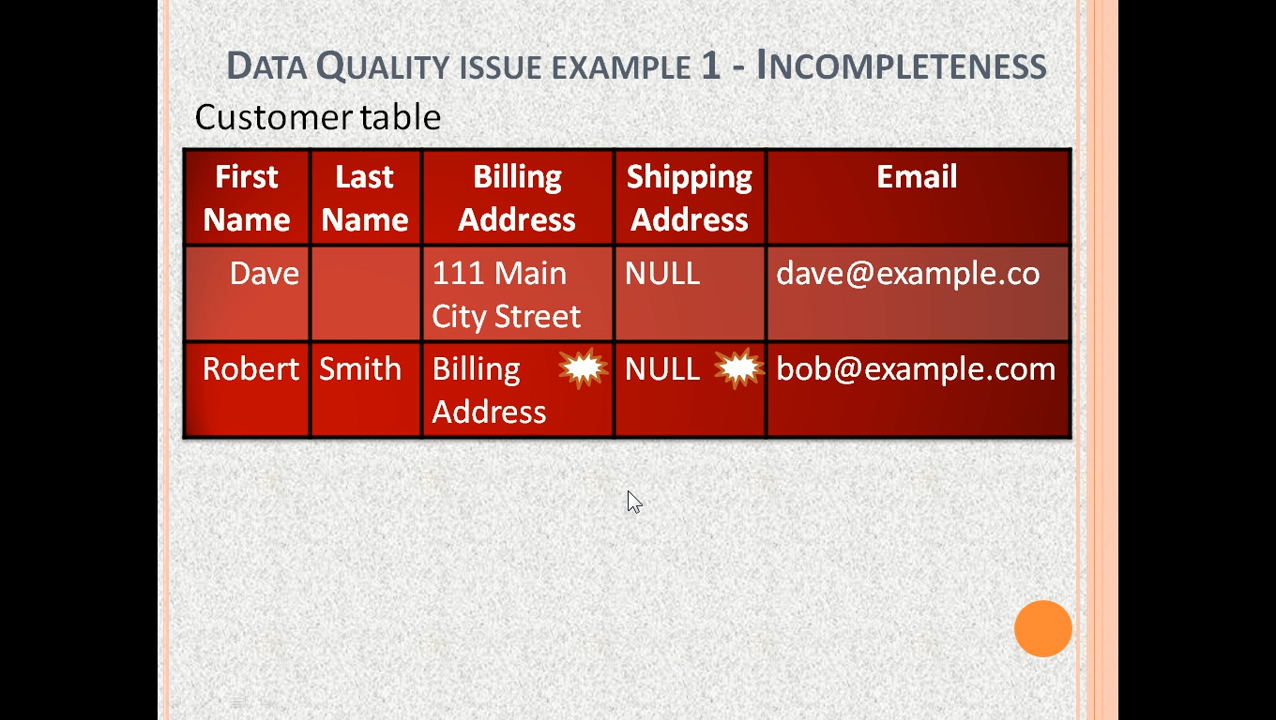 DATA QUALITY ISSUE EXAMPLE 1 - INCOMPLETENESS
Customer table
First Name Last Name Billing Address Shipping Address Email
Dave 111 Main City Street NULL dave@example.co
Robert Smith Billing Address NULL bob@example.com